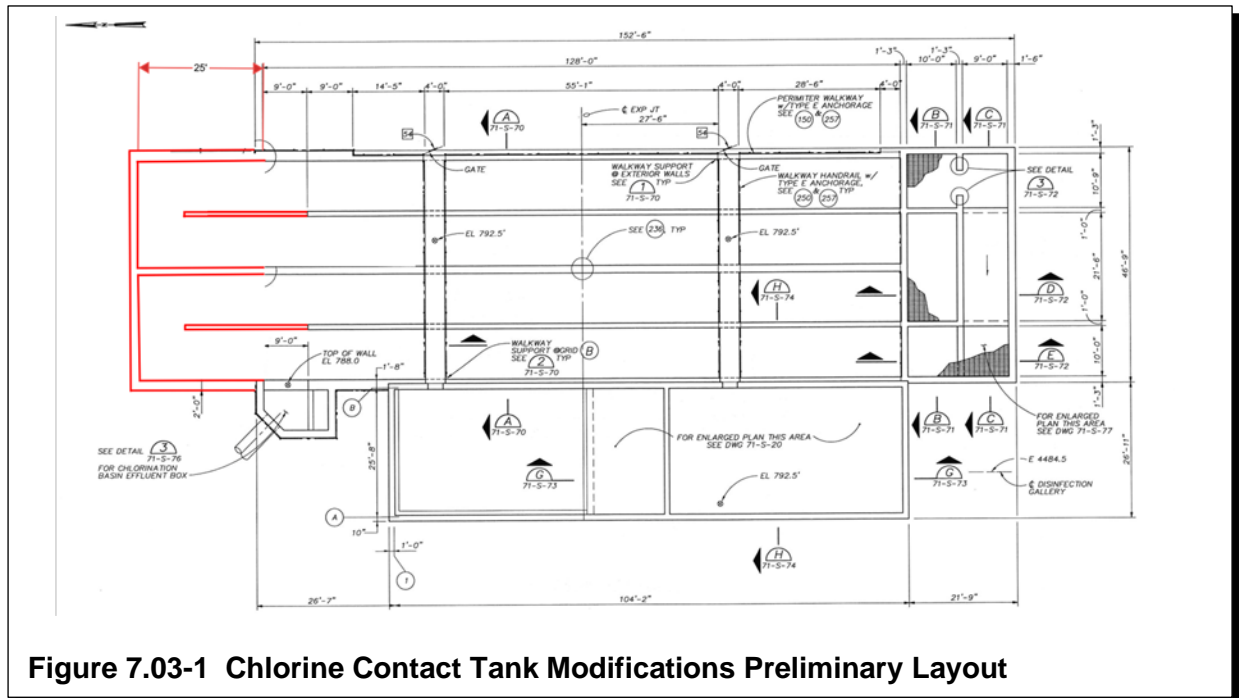 152'-6"
1'-3"
1'-3"
25'
128'-0"
10'-0"
9'-0"
1'-6"
9'-0"
9'-0"
14'-5"
4'-0"
55'-1"
4'-0"
28'-6"
4'-0"
A
71-S-70
℄ EXP JT
27'-6"
PERIMITER WALKWAY
w/TYPE E ANCHORAGE
SEE 150 & 257
B
71-S-71
C
71-S-71
1'-3"
GATE
WALKWAY SUPPORT
@ EXTERIOR WALLS
SEE 1 TYP
71-S-70
GATE
WALKWAY HANDRAIL w/
TYPE E ANCHORAGE,
SEE 250 & 257 TYP
SEE DETAIL
3
71-S-72
10'-9"
1'-0"
EL 792.5'
SEE 236, TYP
EL 792.5'
21'-6"
46'-9"
H
71-S-74
D
71-S-72
1'-0"
9'-0"
TOP OF WALL
EL 788.0
1'-8"
WALKWAY
SUPPORT @GRID B
SEE 2 TYP
71-S-70
E
71-S-72
10'-0"
2'-0"
1'-3"
B
A
71-S-70
B
71-S-71
C
71-S-71
FOR ENLARGED
PLAN THIS AREA
SEE DWG 71-S-77
SEE DETAIL 3
71-S-76
FOR CHLORINATION
BASIN EFFLUENT BOX
25'-8"
FOR ENLARGED PLAN THIS AREA
SEE DWG 71-S-20
G
71-S-73
EL 792.5'
G
71-S-73
E 4484.5
℄ DISINFECTION
GALLERY
26'-11"
A
10"
1'-0"
H
71-S-74
1
26'-7"
104'-2"
21'-9"
Figure 7.03-1 Chlorine Contact Tank Modifications Preliminary Layout